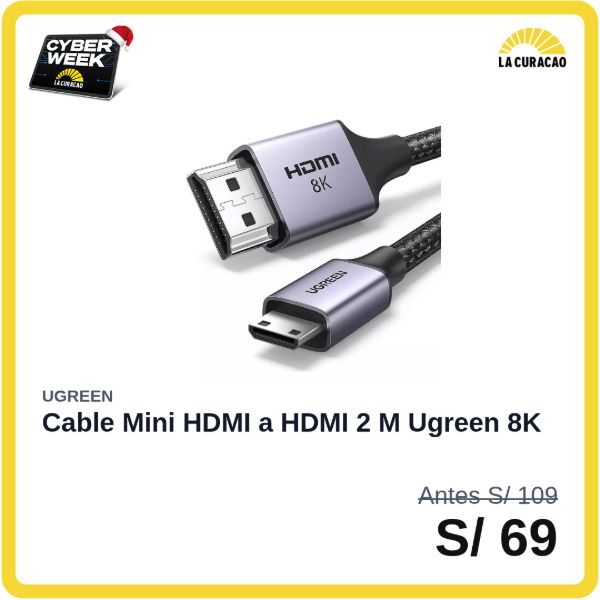 CYBER
WEEK
LA CURACAO
LA CURACAO
HDMI
8K
UGREEN
UGREEN
Cable Mini HDMI a HDMI 2 M Ugreen 8K
Antes S/ 109
S/ 69